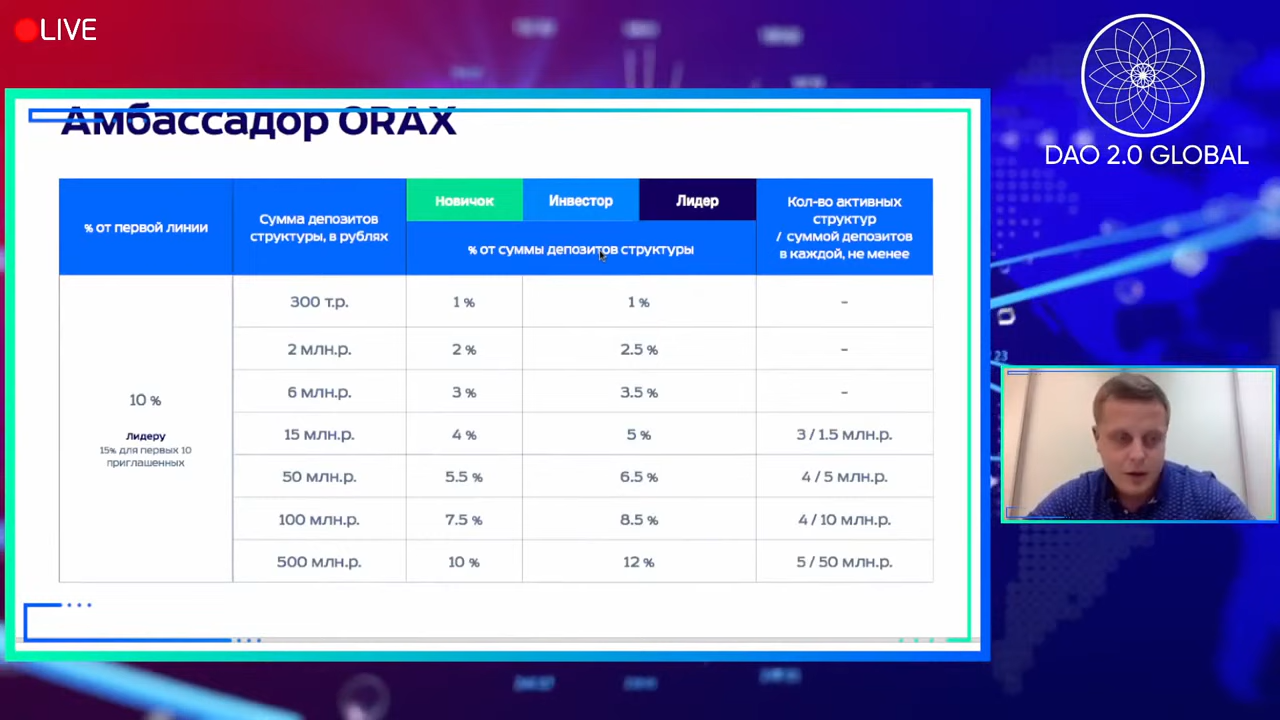 LIVE
DAO 2.0 GLOBAL
Амбассадор ORAX
% от первой линии
Сумма депозитов
структуры, в рублях
Новичок
Инвестор
Лидер
% от суммы депозитов структуры
Кол-во активных
структур
/ суммой депозитов
в каждой, не менее
10 %
Лидеру
15% для первых 10
приглашенных
300 т.р.
1 %
1 %
-
2 млн.р.
2 %
2.5 %
-
6 млн.р.
3 %
3.5 %
-
15 млн.р.
4 %
5 %
3 / 1.5 млн.р.
50 млн.р.
5.5 %
6.5 %
4 / 5 млн.р.
100 млн.р.
7.5 %
8.5 %
4 / 10 млн.р.
500 млн.р.
10 %
12 %
5 / 50 млн.р.
23